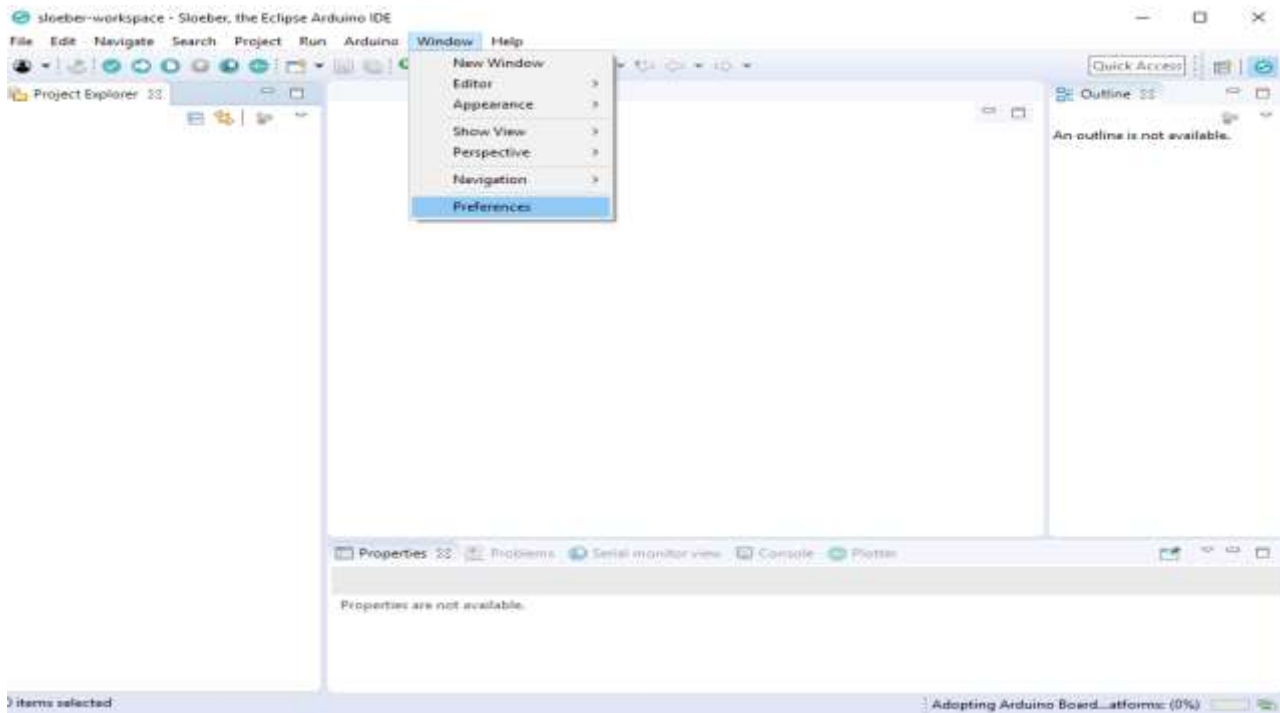 sloeber-workspace - Sloeber, the Eclipse Arduino IDE
File Edit Navigate Search Project Run Arduino Window Help
New Window
Quick Access
Project Explorer
Editor
Outline
Appearance
An outline is not available.
Show View
Perspective
Navigation
Preferences
Properties Problems Serial monitor view Console Plotter
Properties are not available.
items selected
Adopting Arduino Board...atforms: (0%)